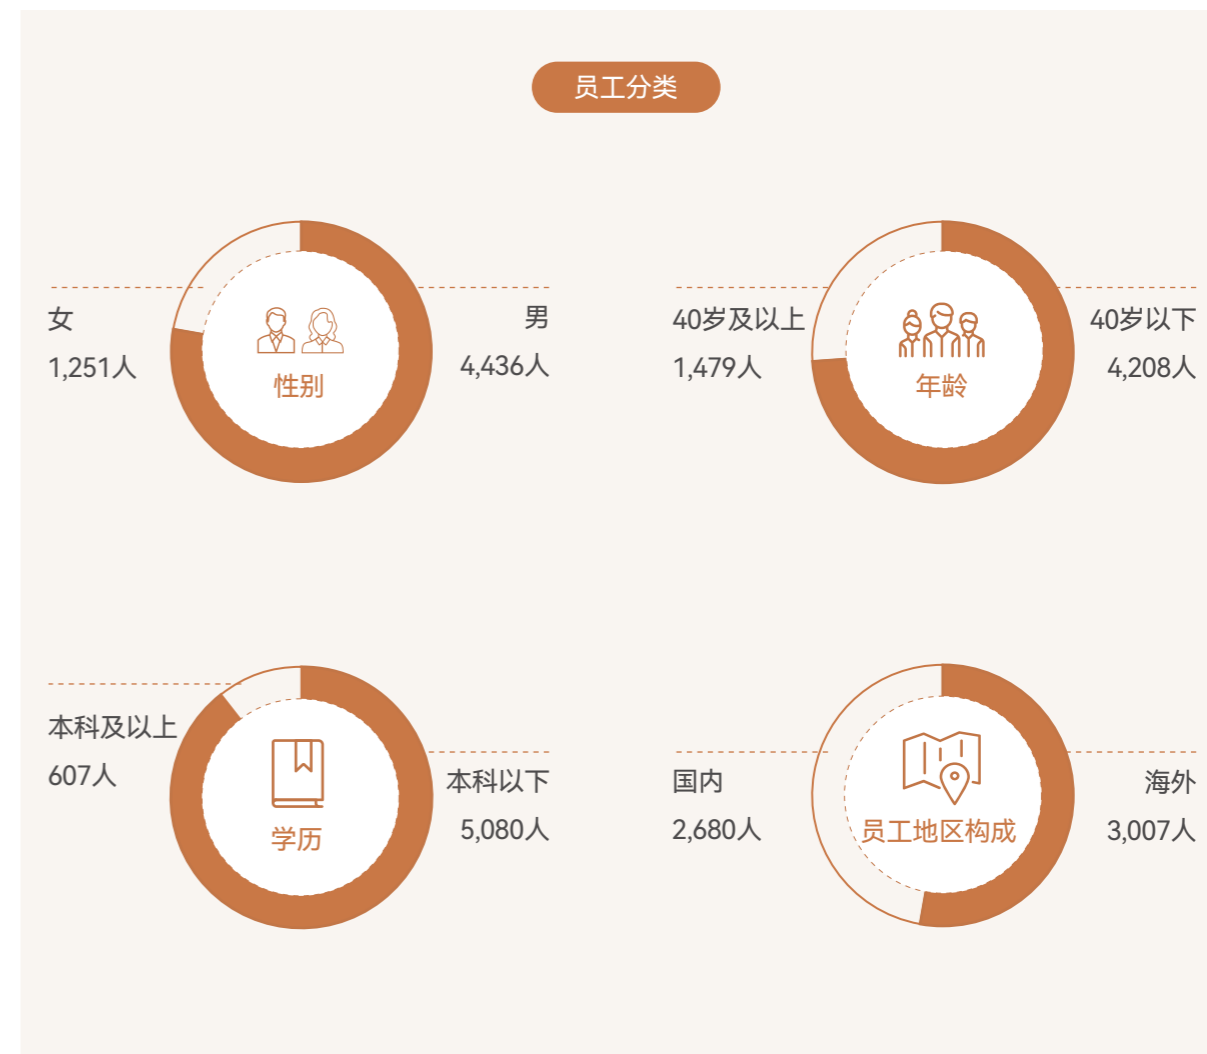 员工分类
女
1,251人
性别
男
4,436人
40岁及以上
1,479人
年龄
40岁以下
4,208人
本科及以上
607人
学历
本科以下
5,080人
国内
2,680人
员工地区构成
海外
3,007人